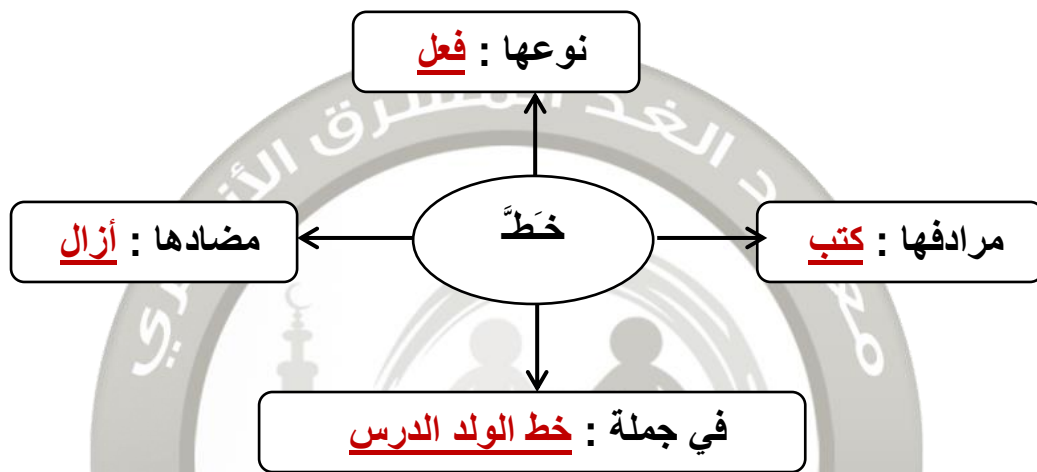 نوعها : فعل
خَطَّ
مرادفها : كتب
مضادها : أزال
في جملة : خط الولد الدرس